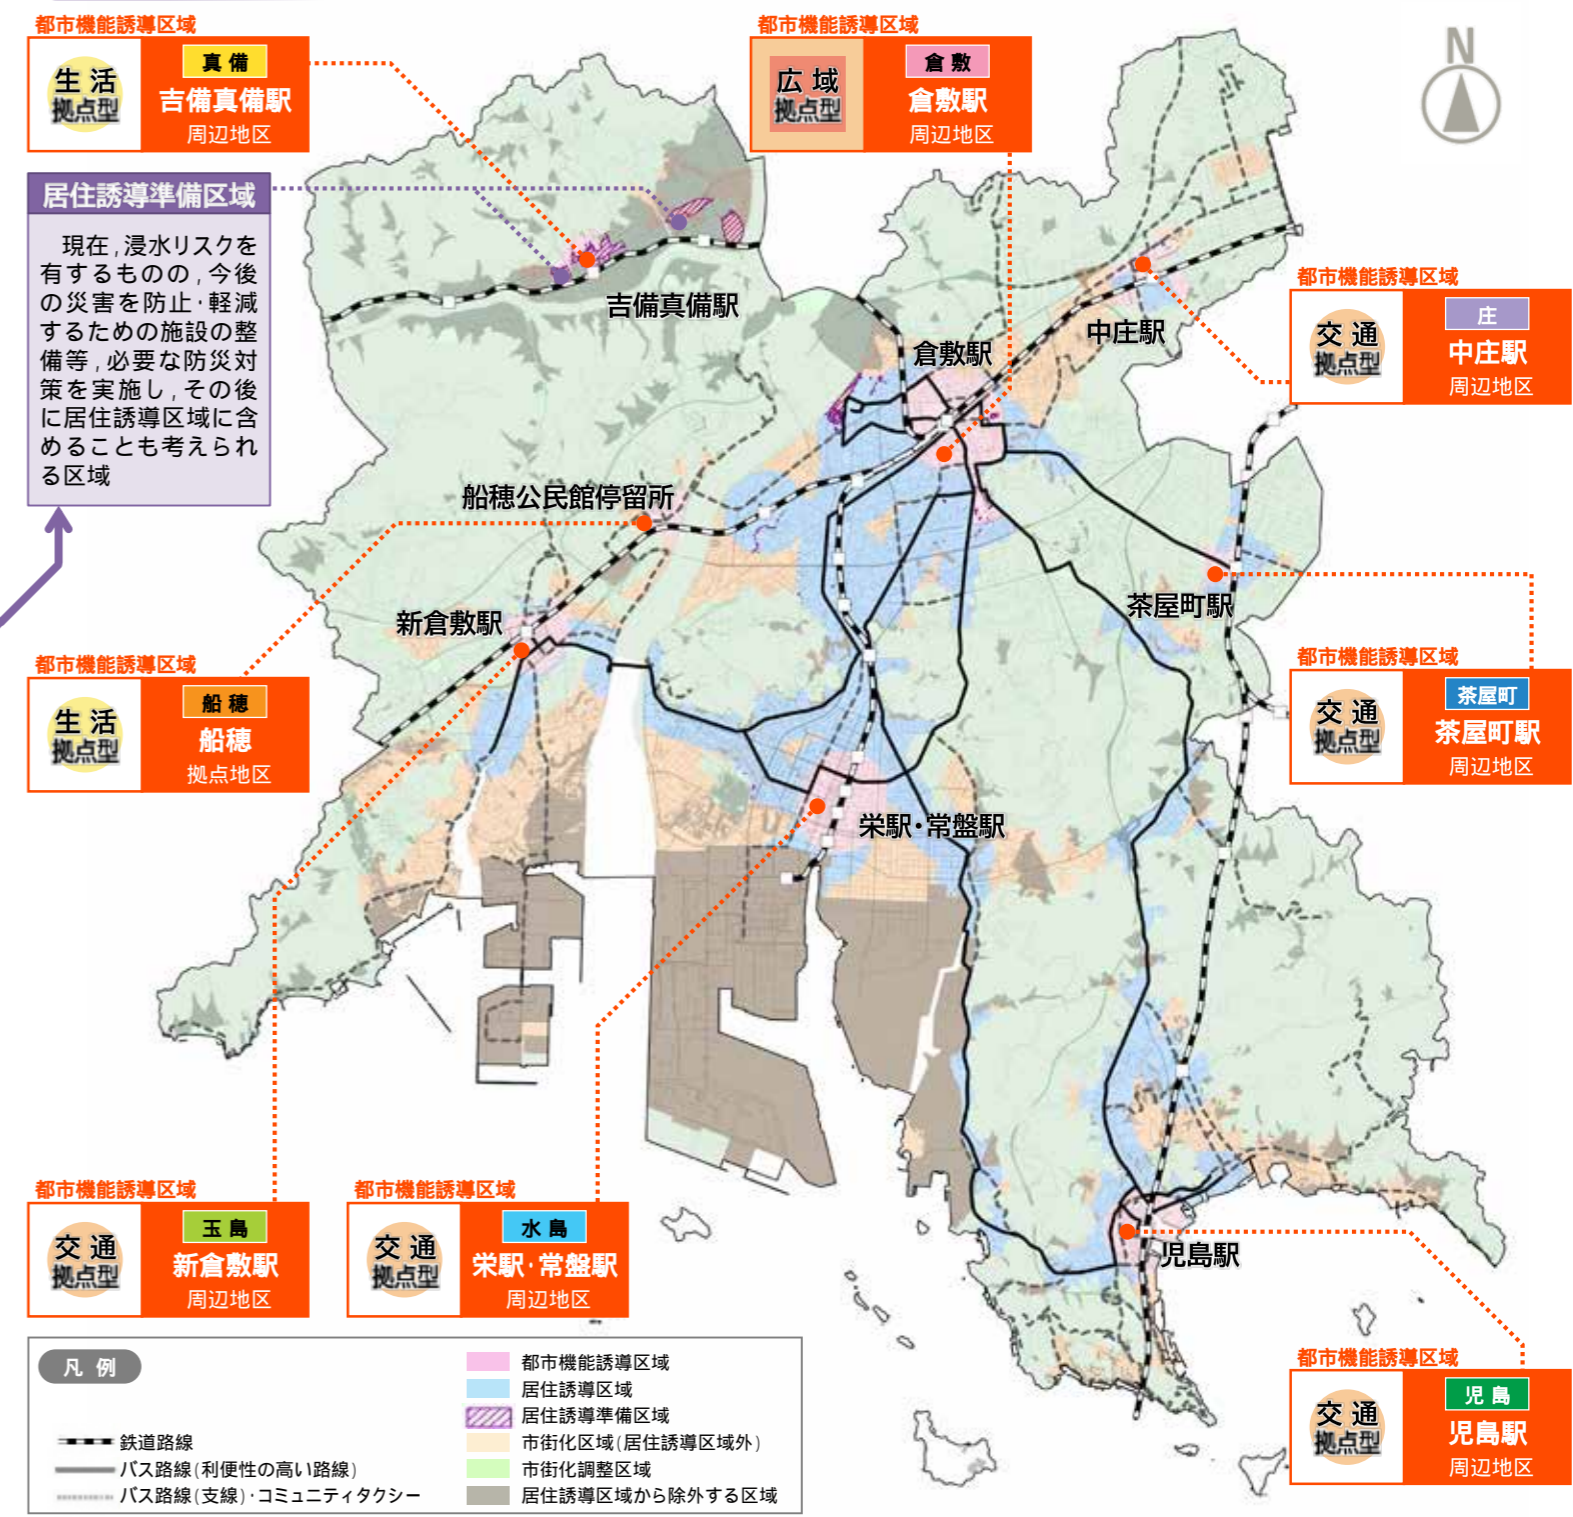 都市機能誘導区域
生活
拠点型
真備
吉備真備駅
周辺地区
都市機能誘導区域
広域
拠点型
倉敷
倉敷駅
周辺地区
N
居住誘導準備区域
現在,浸水リスクを
有するものの,今後
の災害を防止·軽減
するための施設の整
備等,必要な防災対
策を実施し,その後
に居住誘導区域に含
めることも考えられ
る区域
吉備真備駅
倉敷駅
中庄駅
都市機能誘導区域
交通
拠点型
庄
中庄駅
周辺地区
船穂公民館停留所
新倉敷駅
茶屋町駅
都市機能誘導区域
生活
拠点型
船穂
船穂
拠点地区
都市機能誘導区域
交通
拠点型
茶屋町
茶屋町駅
周辺地区
栄駅·常盤駅
都市機能誘導区域
交通
拠点型
玉島
新倉敷駅
周辺地区
都市機能誘導区域
交通
拠点型
水島
栄駅·常盤駅
周辺地区
児島駅
都市機能誘導区域
交通
拠点型
児島
児島駅
周辺地区
凡例
鉄道路線
バス路線(利便性の高い路線)
バス路線(支線)·コミュニティタクシー
都市機能誘導区域
居住誘導区域
居住誘導準備区域
市街化区域(居住誘導区域外)
市街化調整区域
居住誘導区域から除外する区域